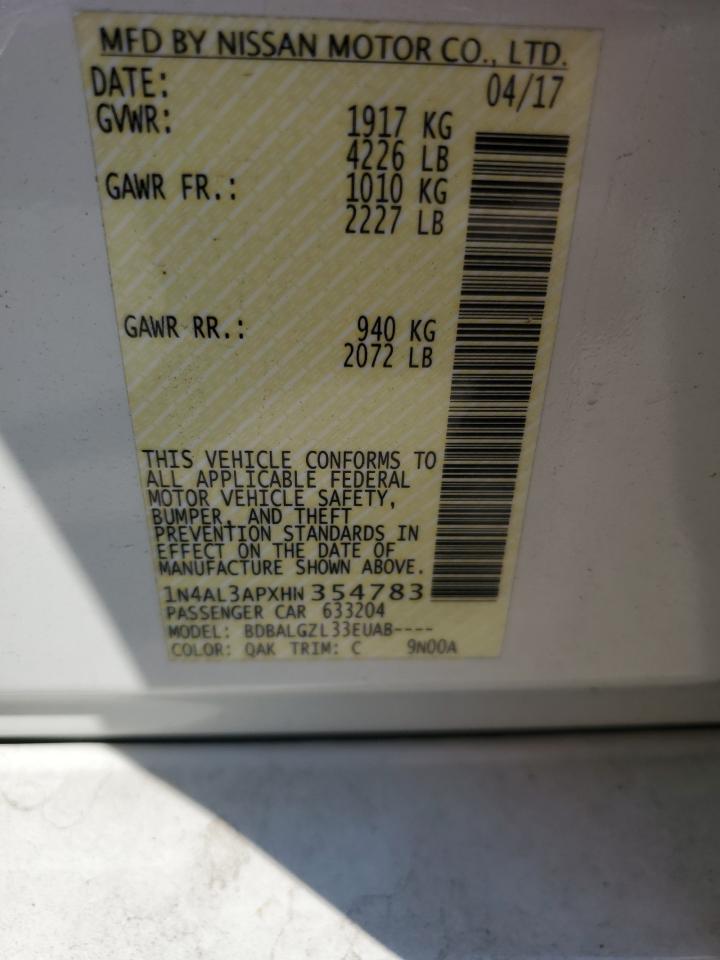 MFD BY NISSAN MOTOR CO., LTD.
DATE: 04/17
GVWR: 1917 KG
4226 LB
GAWR FR.: 1010 KG
2227 LB
GAWR RR.: 940 KG
2072 LB
THIS VEHICLE CONFORMS TO
ALL APPLICABLE FEDERAL
MOTOR VEHICLE SAFETY,
BUMPER, AND THEFT
PREVENTION STANDARDS IN
EFFECT ON THE DATE OF
MANUFACTURE SHOWN ABOVE.
1N4AL3APXHN354783
PASSENGER CAR 633204
MODEL: BDBALGZL33EUAB----
COLOR: QAK TRIM: C 9N00A